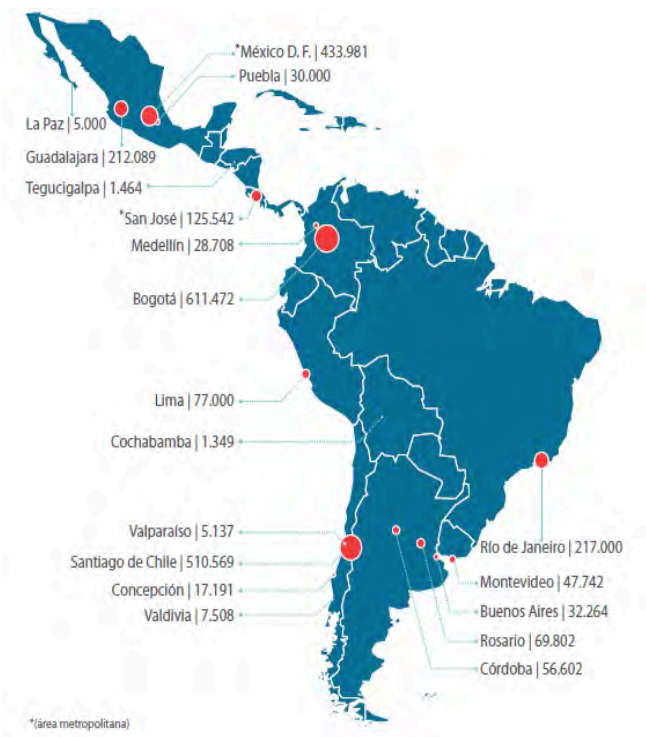 *México D. F. | 433.981
Puebla | 30.000
La Paz | 5.000
Guadalajara | 212.089
Tegucigalpa | 1.464
*San José | 125.542
Medellín | 28.708
Bogotá | 611.472
Lima | 77.000
Cochabamba | 1.349
Valparaíso | 5.137
Santiago de Chile | 510.569
Concepción | 17.191
Valdivia | 7.508
Río de Janeiro | 217.000
Montevideo | 47.742
Buenos Aires | 32.264
Rosario | 69.802
Córdoba | 56.602
*(área metropolitana)